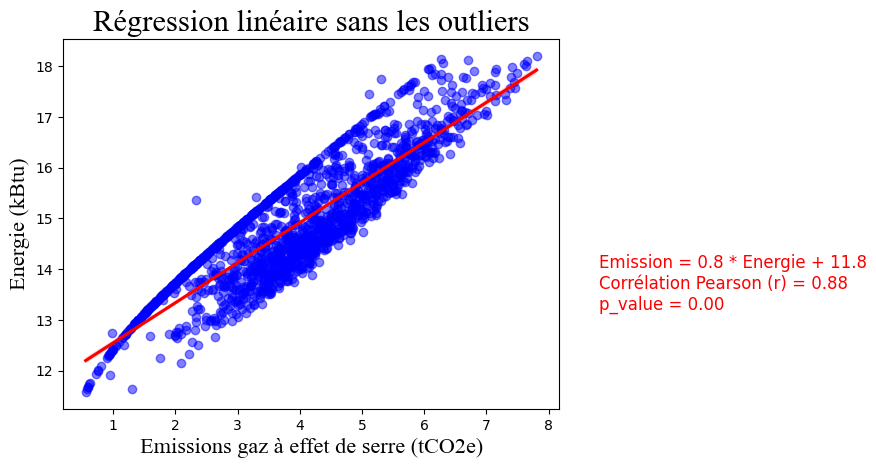 Régression linéaire sans les outliers
18
17
16
15
14
13
12
Energie (kBtu)
1 2 3 4 5 6 7 8
Emissions gaz à effet de serre (tCO2e)
Emission = 0.8 * Energie + 11.8
Corrélation Pearson (r) = 0.88
p_value = 0.00